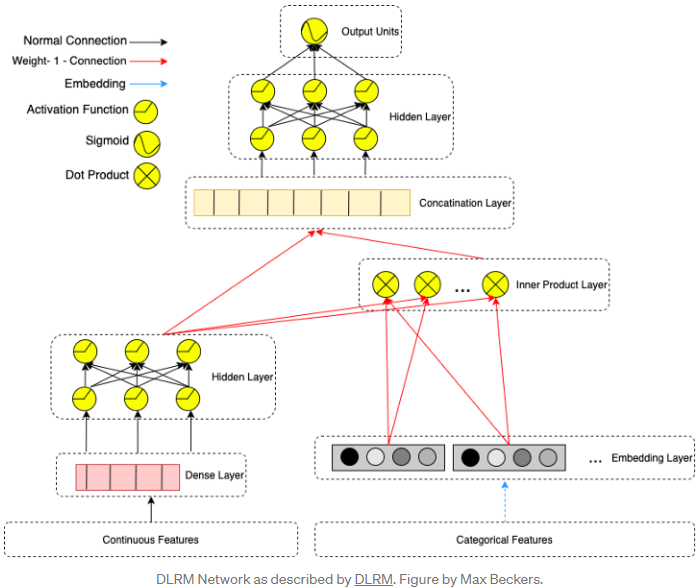 Normal Connection
Weight- 1 - Connection
Embedding
Activation Function
Sigmoid
Dot Product
Output Units
Hidden Layer
Concatination Layer
Inner Product Layer
...
Hidden Layer
Dense Layer
... Embedding Layer
Continuous Features
Categorical Features
DLRM Network as described by DLRM. Figure by Max Beckers.